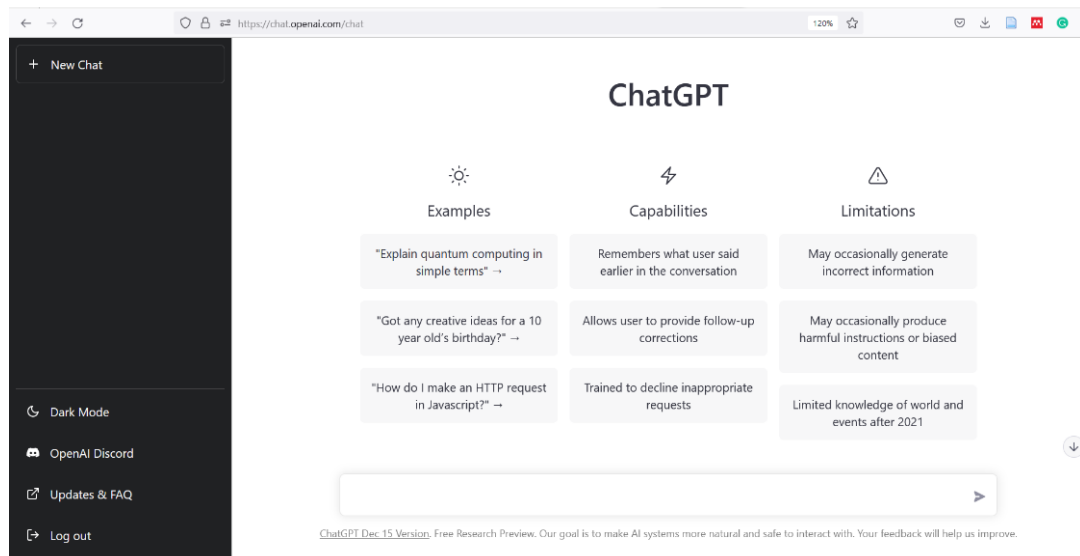 https://chat.openai.com/chat
120%
+ New Chat
ChatGPT
Examples
Capabilities
Limitations
"Explain quantum computing in
simple terms" →
Remembers what user said
earlier in the conversation
May occasionally generate
incorrect information
"Got any creative ideas for a 10
year old's birthday?" →
Allows user to provide follow-up
corrections
May occasionally produce
harmful instructions or biased
content
"How do I make an HTTP request
in Javascript?" →
Trained to decline inappropriate
requests
Limited knowledge of world and
events after 2021
Dark Mode
OpenAI Discord
Updates & FAQ
Log out
ChatGPT Dec 15 Version. Free Research Preview. Our goal is to make AI systems more natural and safe to interact with. Your feedback will help us improve.